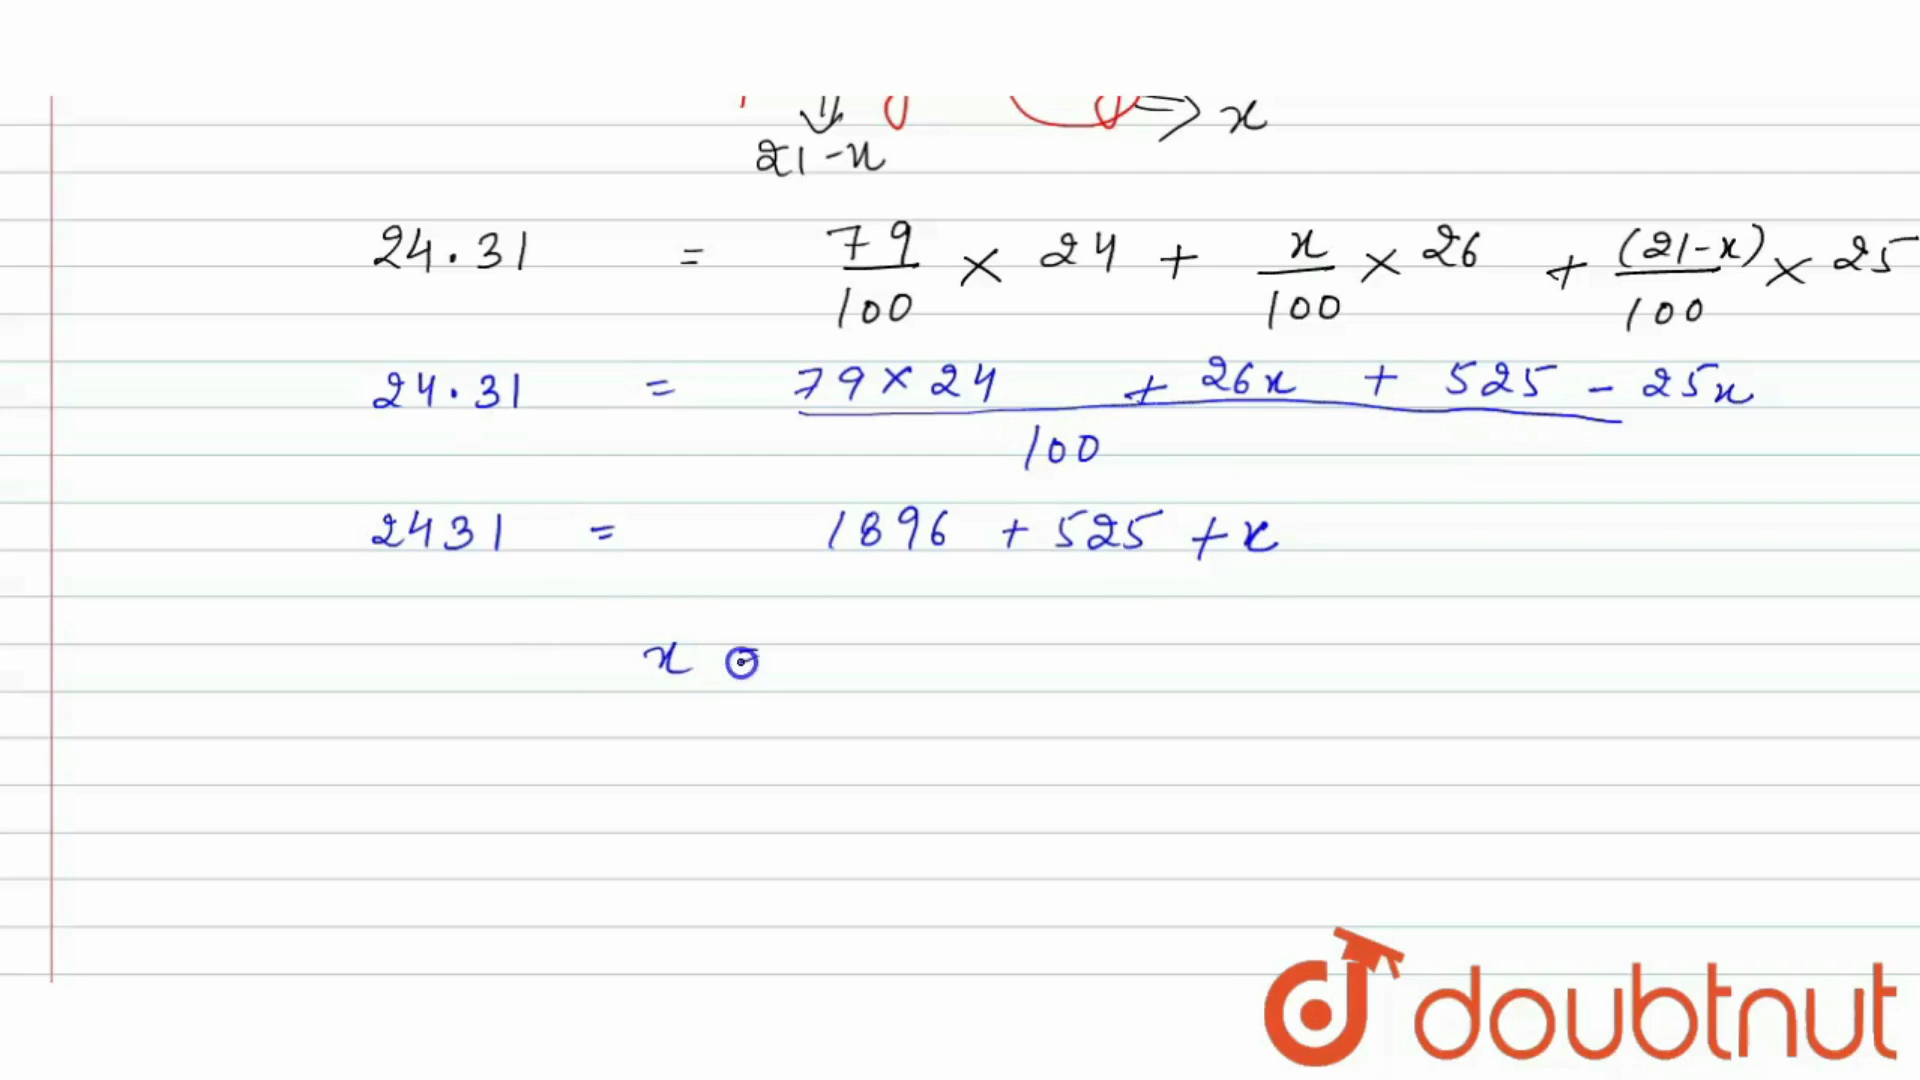 x
21-x
24.31 = 79/100 × 24 + x/100 × 26 + (21-x)/100 × 25
24.31 = 79×24 + 26x + 525 - 25x / 100
2431 = 1896 + 525 + x
x
doubtnut